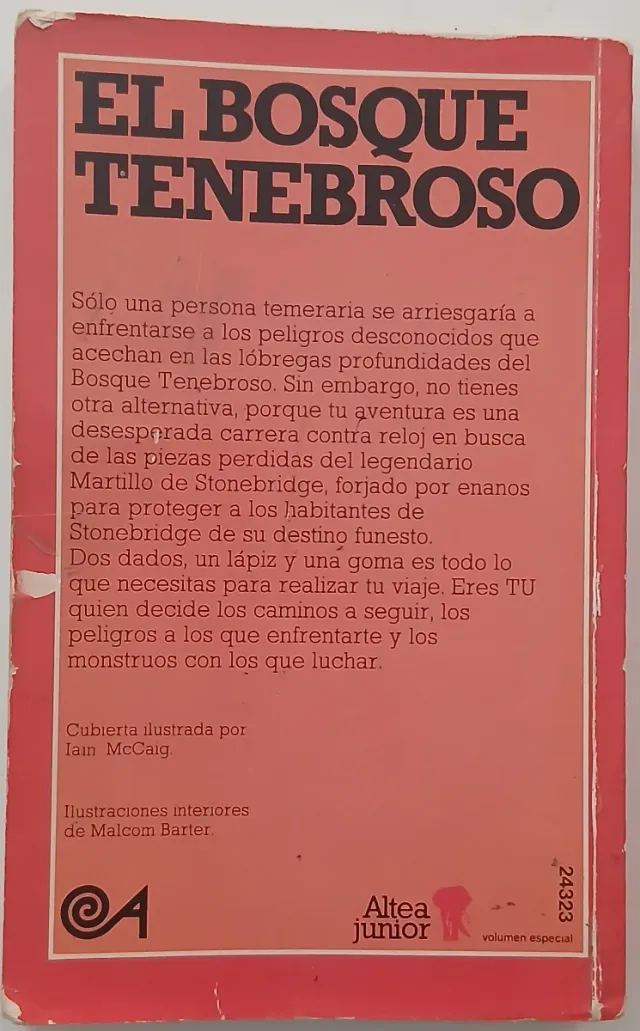 EL BOSQUE
TENEBROSO
Sólo una persona temeraria se arriesgaría a
enfrentarse a los peligros desconocidos que
acechan en las lóbregas profundidades del
Bosque Tenebroso. Sin embargo, no tienes
otra alternativa, porque tu aventura es una
desesperada carrera contra reloj en busca
de las piezas perdidas del legendario
Martillo de Stonebridge, forjado por enanos
para proteger a los habitantes de
Stonebridge de su destino funesto.
Dos dados, un lápiz y una goma es todo lo
que necesitas para realizar tu viaje. Eres TU
quien decide los caminos a seguir, los
peligros a los que enfrentarte y los
monstruos con los que luchar.
Cubierta ilustrada por
Iain McCaig.
Ilustraciones interiores
de Malcom Barter.
A
Altea
junior
volumen especial
24323